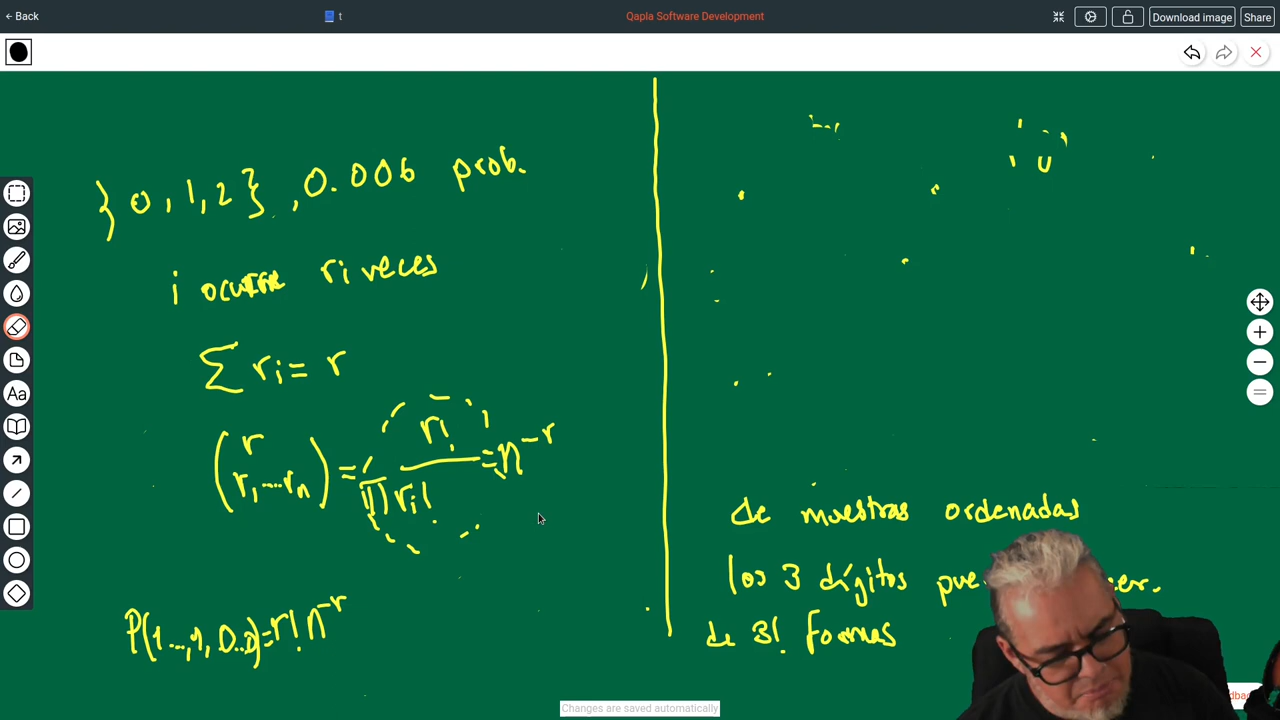 Back
t
Qapla Software Development
Download image
Share
{0,1,2}, 0.006 prob.
i ocurre ri veces
∑ ri = r
(r
r1...rn) = r!
∏ ri! = n^-r
P(1...,1,0..0)=r! n^-r
de muestras ordenadas
los 3 dígitos
de 3! formas
Aa
Changes are saved automatically